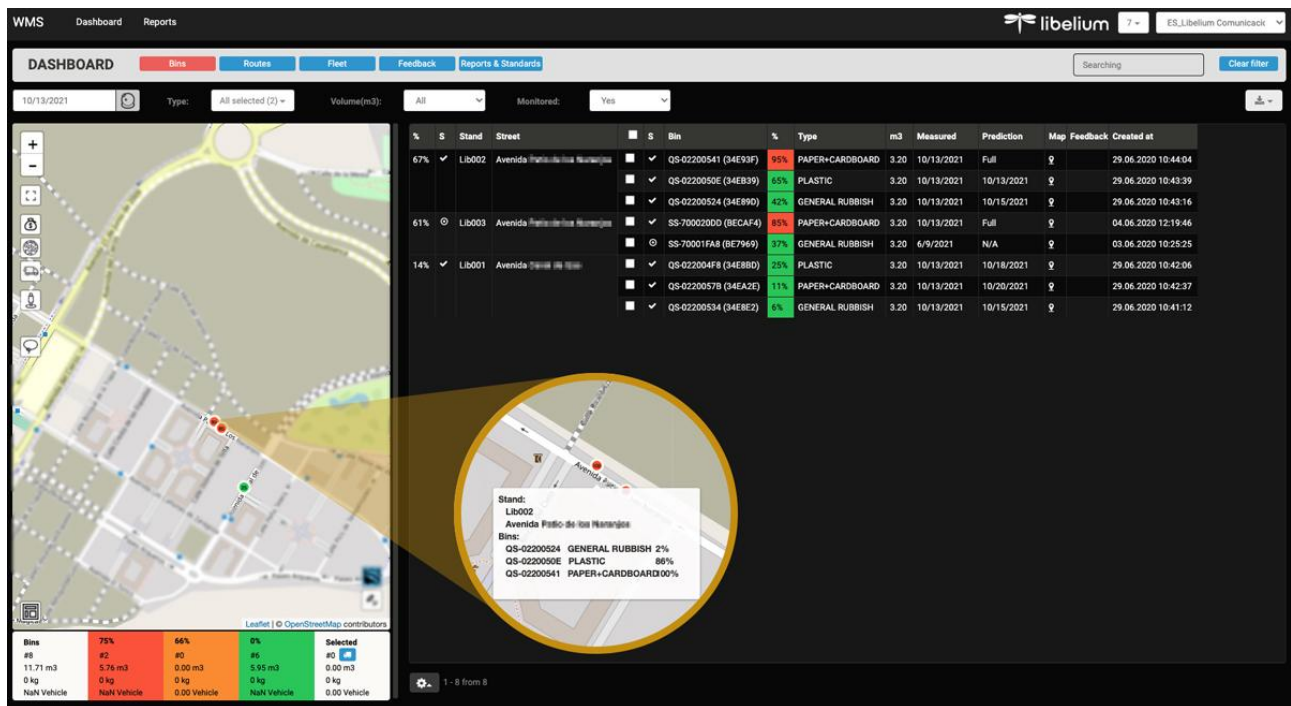 WMS Dashboard Reports libelium 7 ES_Libelium Comunicacic
DASHBOARD Bins Routes Fleet Feedback Reports & Standards Searching Clear filter
10/13/2021 Type: All selected (2) Volume(m3): All Monitored: Yes
% S Stand Street S Bin % Type m3 Measured Prediction Map Feedback Created at
67% Lib002 Avenida QS-02200541 (34E93F) 95% PAPER+CARDBOARD 3.20 10/13/2021 Full 29.06.2020 10:44:04
QS-0220050E (34EB39) 65% PLASTIC 3.20 10/13/2021 10/13/2021 29.06.2020 10:43:39
QS-02200524 (34E89D) 42% GENERAL RUBBISH 3.20 10/13/2021 10/15/2021 29.06.2020 10:43:16
61% Lib003 Avenida SS-700020DD (BECAF4) 85% PAPER+CARDBOARD 3.20 10/13/2021 Full 04.06.2020 12:19:46
SS-70001FA8 (BE7969) 37% GENERAL RUBBISH 3.20 6/9/2021 N/A 03.06.2020 10:25:25
14% Lib001 Avenida QS-022004F8 (34E8BD) 25% PLASTIC 3.20 10/13/2021 10/18/2021 29.06.2020 10:42:06
QS-0220057B (34EA2E) 11% PAPER+CARDBOARD 3.20 10/13/2021 10/20/2021 29.06.2020 10:42:37
QS-02200534 (34E8E2) 6% GENERAL RUBBISH 3.20 10/13/2021 10/15/2021 29.06.2020 10:41:12
+
-
Avenida
Stand:
Lib002
Avenida Patio de los Naranjos
Bins:
QS-02200524 GENERAL RUBBISH 2%
QS-0220050E PLASTIC 86%
QS-02200541 PAPER+CARDBOARD100%
Leaflet | © OpenStreetMap contributors
Bins 75% 66% 0% Selected
#8 #2 #0 #6 #0
11.71 m3 5.76 m3 0.00 m3 5.95 m3 0.00 m3
0 kg 0 kg 0 kg 0 kg 0 kg
NaN Vehicle NaN Vehicle 0.00 Vehicle NaN Vehicle 0.00 Vehicle
1 - 8 from 8